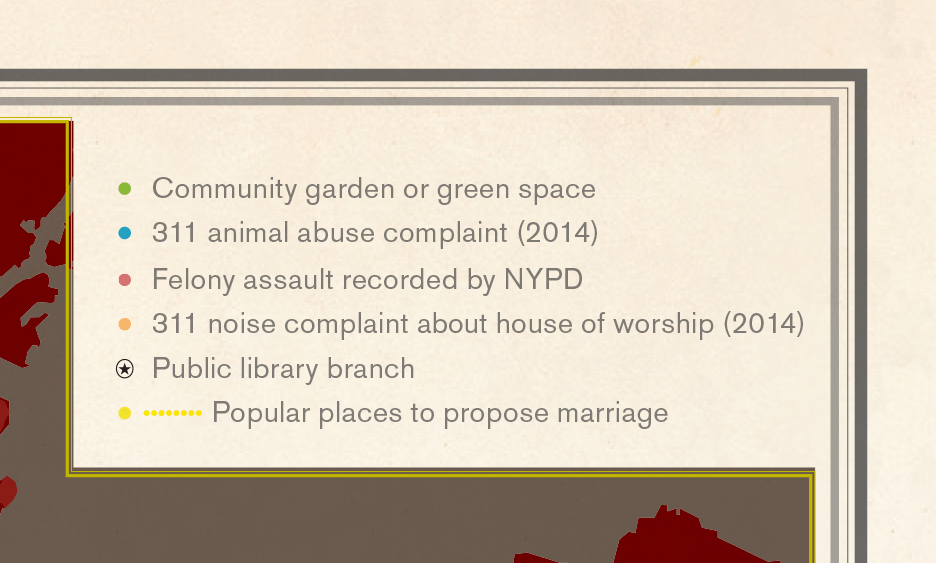 Community garden or green space
311 animal abuse complaint (2014)
Felony assault recorded by NYPD
311 noise complaint about house of worship (2014)
Public library branch
Popular places to propose marriage